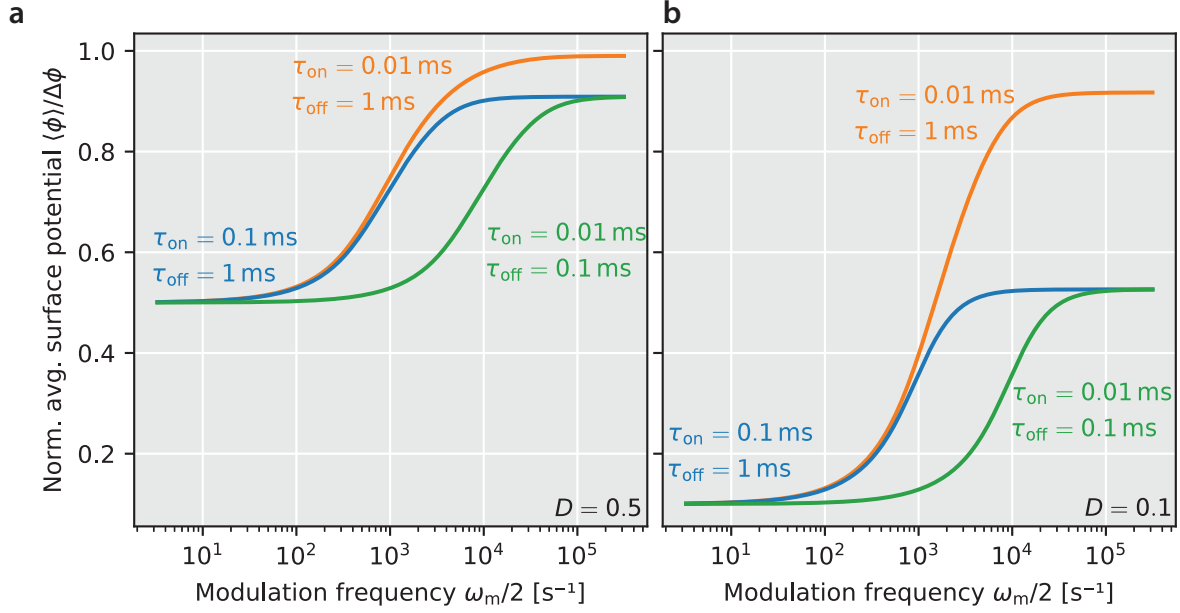 a
b
Norm. avg. surface potential ⟨ϕ⟩/Δϕ
1.0
0.8
0.6
0.4
0.2
τon = 0.01 ms
τoff = 1 ms
τon = 0.1 ms
τoff = 1 ms
τon = 0.01 ms
τoff = 0.1 ms
D = 0.5
10¹
10²
10³
10⁴
10⁵
Modulation frequency ωm/2 [s⁻¹]
τon = 0.01 ms
τoff = 1 ms
τon = 0.01 ms
τoff = 0.1 ms
τon = 0.1 ms
τoff = 1 ms
D = 0.1
10¹
10²
10³
10⁴
10⁵
Modulation frequency ωm/2 [s⁻¹]